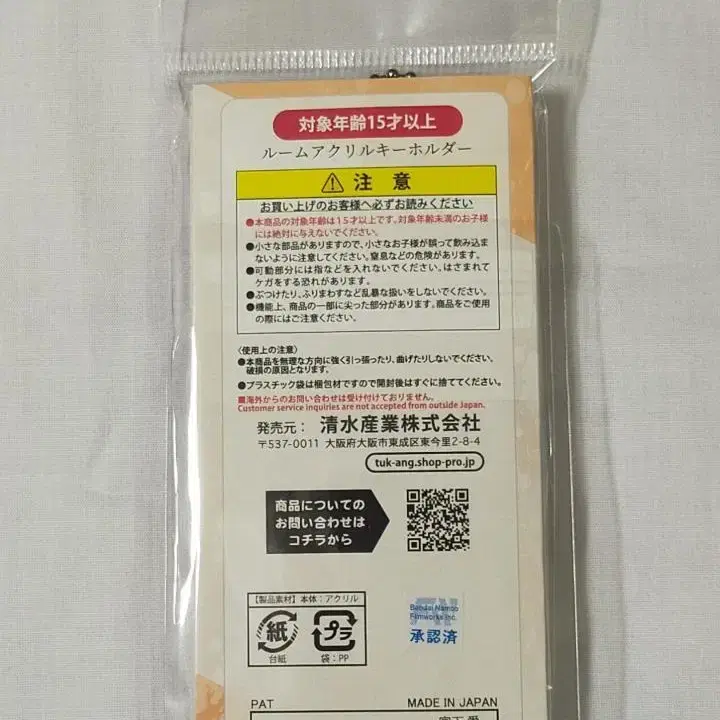 対象年齢15才以上
ルームアクリルキーホルダー
注 意
お買い上げのお客様へ必ずお読みください
●本商品の対象年齢は15才以上です。対象年齢未満のお子様
には絶対に与えないでください。
●小さな部品がありますので、小さなお子様が誤って飲み込ま
ないように注意してください。窒息などの危険があります。
●可動部分には指などを入れないでください。はさまれて
ケガをする恐れがあります。
●ぶつけたり、ふりまわすなど乱暴な扱いをしないでください。
●機能上、商品の一部に尖った部分があります。商品をご使用
の際にはご注意ください。
〈使用上の注意〉
●本商品を無理な方向に強く引っ張ったり、曲げたりしないでください。
破損の原因となります。
●プラスチック袋は梱包材ですので開封後はすぐに捨ててください。
■海外からのお問い合わせは受け付けておりません。
Customer service inquiries are not accepted from outside Japan.
発売元： 清水産業株式会社
〒537-0011 大阪府大阪市東成区東今里2-8-4
tuk-ang.shop-pro.jp
商品についての
お問い合わせは
コチラから
【製品素材】本体：アクリル
紙
台紙
プラ
袋：PP
Bandai Namco
Filmworks Inc.
承認済
PAT
MADE IN JAPAN